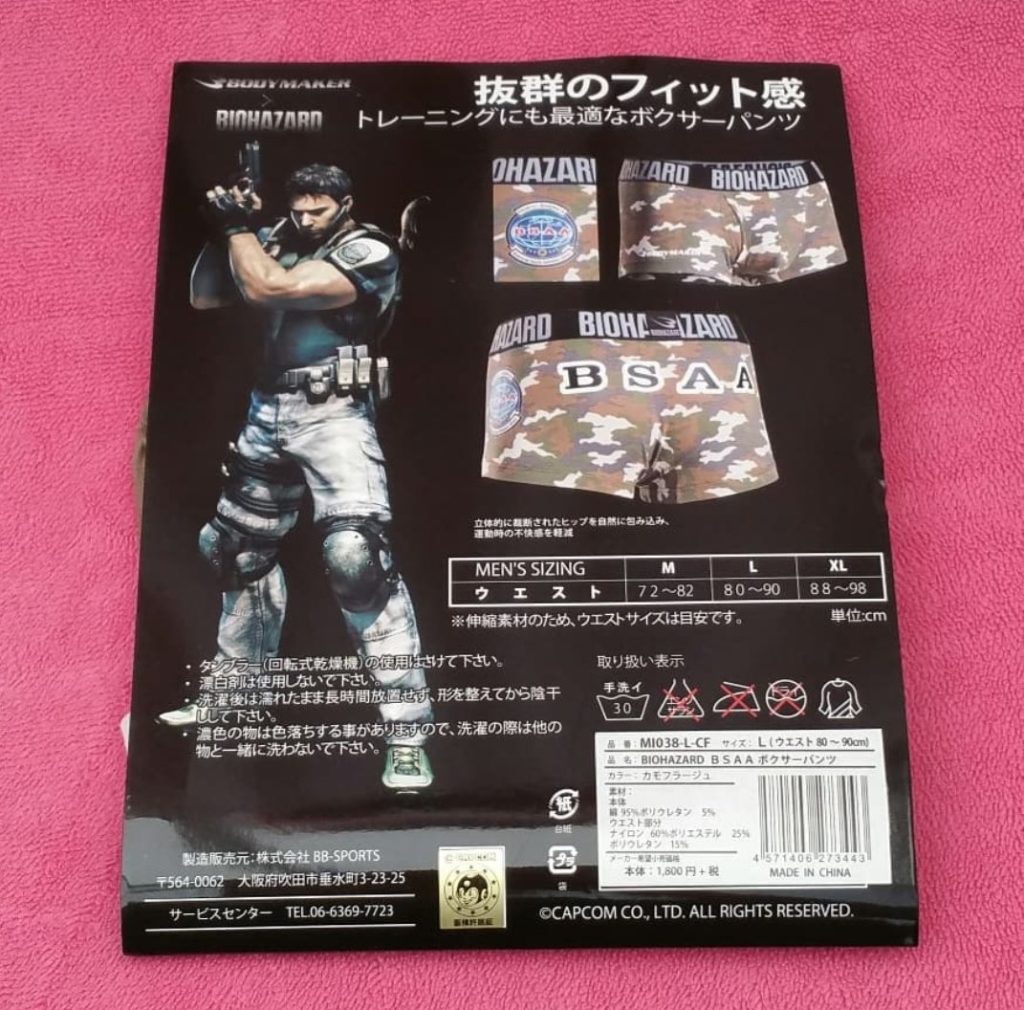 BODYMAKER
BIOHAZARD
抜群のフィット感
トレーニングにも最適なボクサーパンツ
OHAZARD
BSAA
HAZARD BIOHAZARD
BODYMAKER
HAZARD BIOHAZARD
BSAA
立体的に裁断されたヒップを自然に包み込み、
運動時の不快感を軽減
MEN'S SIZING M L XL
ウエスト 72〜82 80〜90 88〜98
※伸縮素材のため、ウエストサイズは目安です。 単位:cm
・タンブラー(回転式乾燥機)の使用はさけて下さい。
・漂白剤は使用しないで下さい。
・洗濯後は濡れたまま長時間放置せず、形を整えてから陰干
ししして下さい。
・濃色の物は色落ちする事がありますので、洗濯の際は他の
物と一緒に洗わないで下さい。
取り扱い表示
手洗イ
30
エンソサラシ
ドライ
品番:MI038-L-CF サイズ:L(ウエスト80〜90cm)
品名:BIOHAZARD BSAA ボクサーパンツ
カラー:カモフラージュ
素材:
本体
綿 95%ポリウレタン 5%
ウエスト部分
ナイロン 60%ポリエステル 25%
ポリウレタン 15%
メーカー希望小売価格
本体:1,800円+税
4 571406 273443
MADE IN CHINA
紙
台紙
プラ
袋
製造販売元:株式会社 BB-SPORTS
〒564-0062 大阪府吹田市垂水町3-23-25
サービスセンター TEL.06-6369-7723
©CAPCOM CO., LTD. ALL RIGHTS RESERVED.